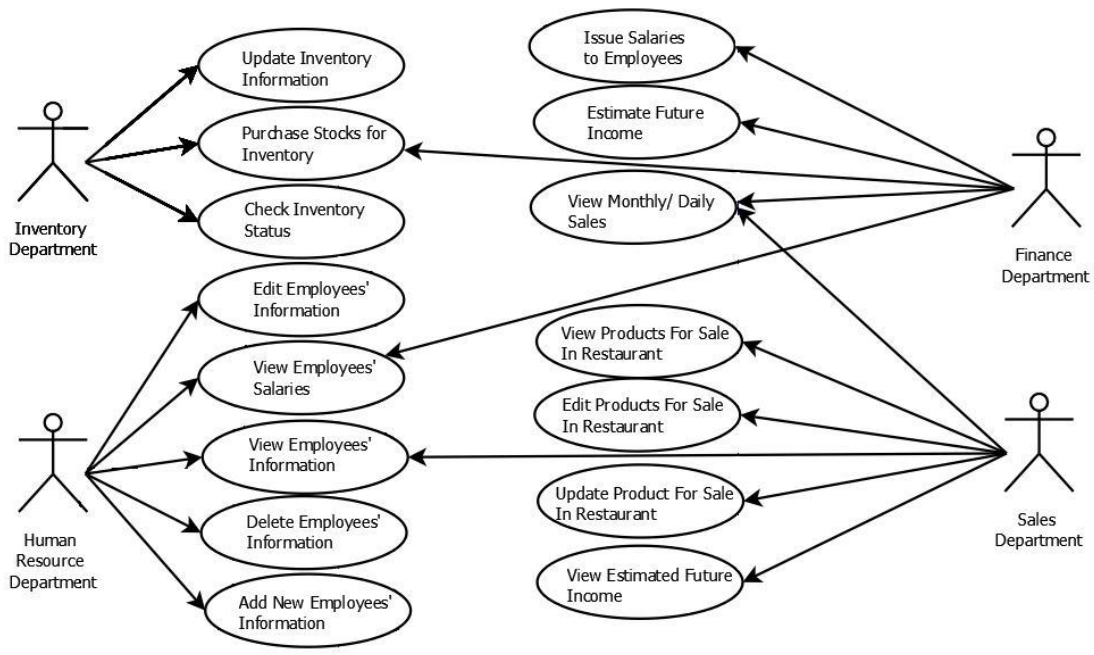 Update Inventory
Information
Purchase Stocks for
Inventory
Check Inventory
Status
Inventory
Department
Edit Employees'
Information
View Employees'
Salaries
View Employees'
Information
Delete Employees'
Information
Add New Employees'
Information
Human
Resource
Department
Issue Salaries
to Employees
Estimate Future
Income
View Monthly/ Daily
Sales
Finance
Department
View Products For Sale
In Restaurant
Edit Products For Sale
In Restaurant
Update Product For Sale
In Restaurant
View Estimated Future
Income
Sales
Department